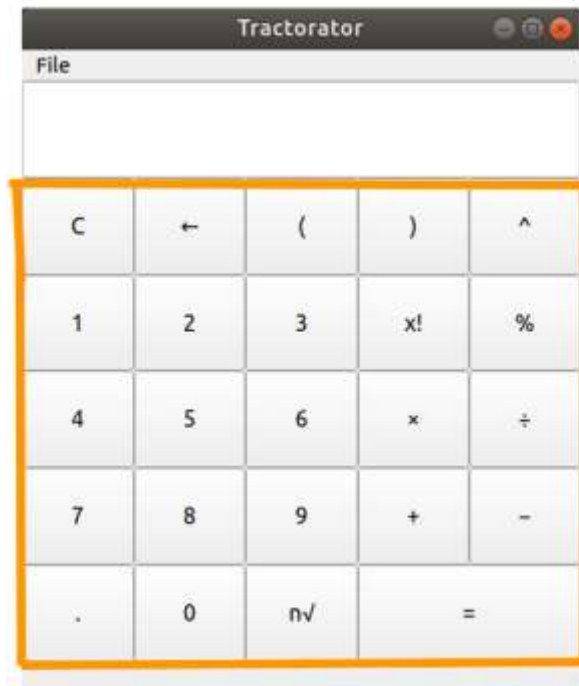 Tractorator
File
C ← ( ) ^
1 2 3 x! %
4 5 6 × ÷
7 8 9 + −
. 0 n√ =